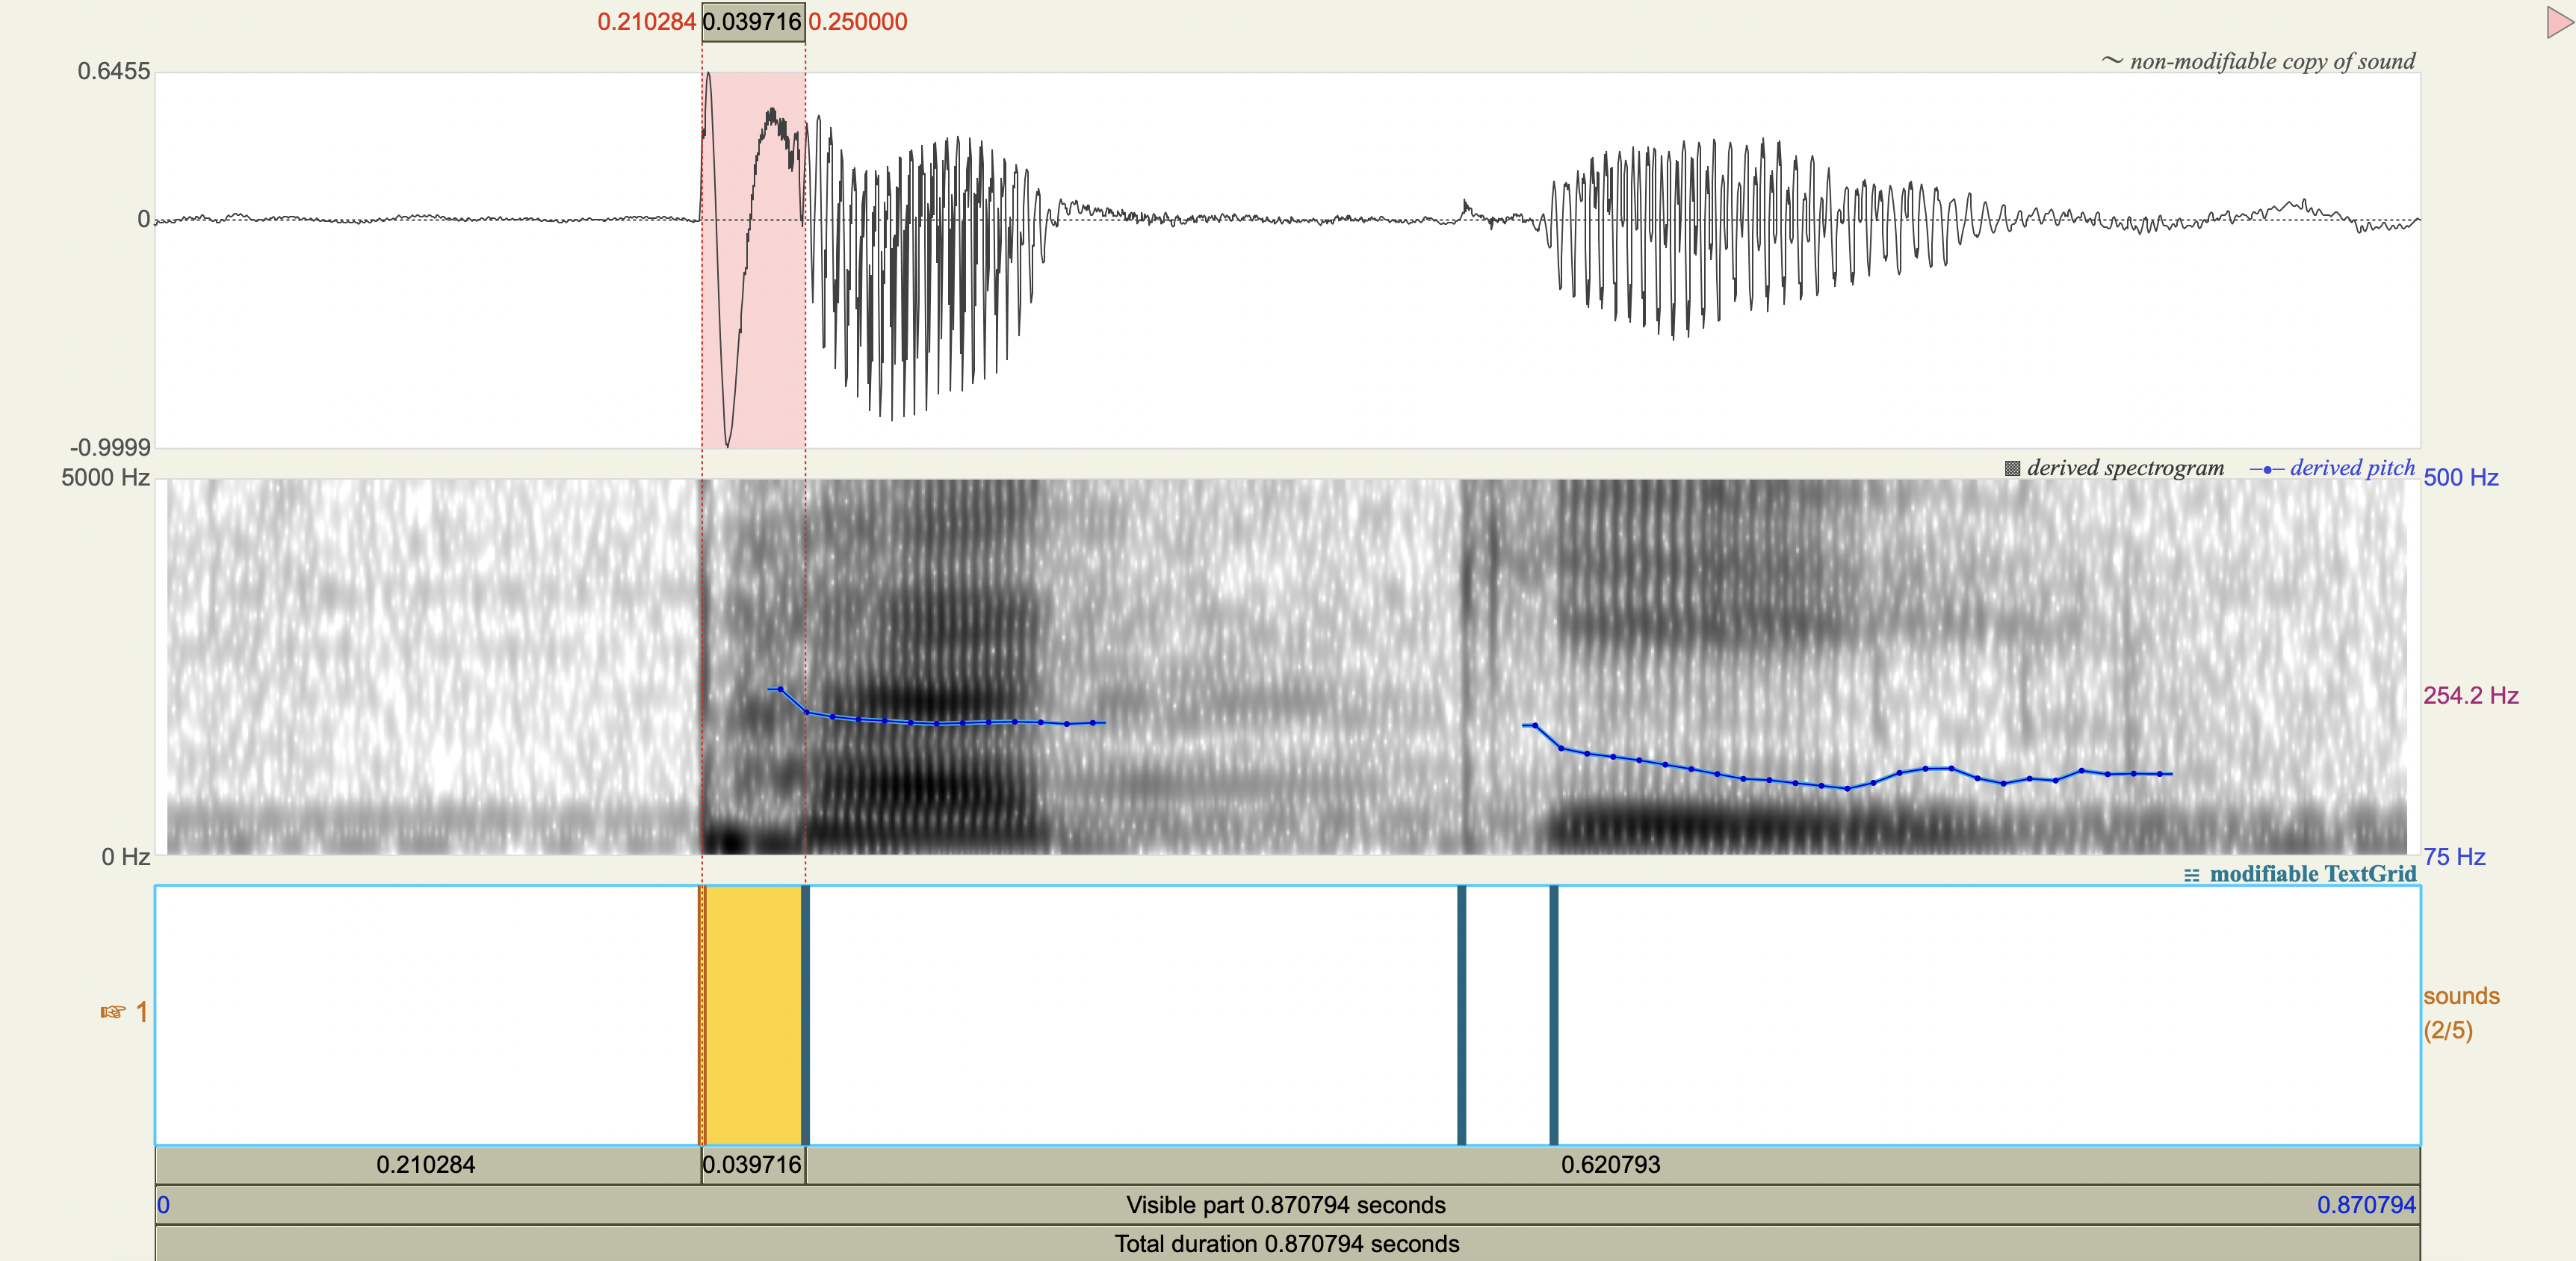 0.210284 0.039716 0.250000
0.6455
~ non-modifiable copy of sound
0
-0.9999
5000 Hz
derived spectrogram derived pitch
500 Hz
254.2 Hz
0 Hz
75 Hz
modifiable TextGrid
☞ 1
sounds
(2/5)
0.210284 0.039716 0.620793
0 Visible part 0.870794 seconds 0.870794
Total duration 0.870794 seconds